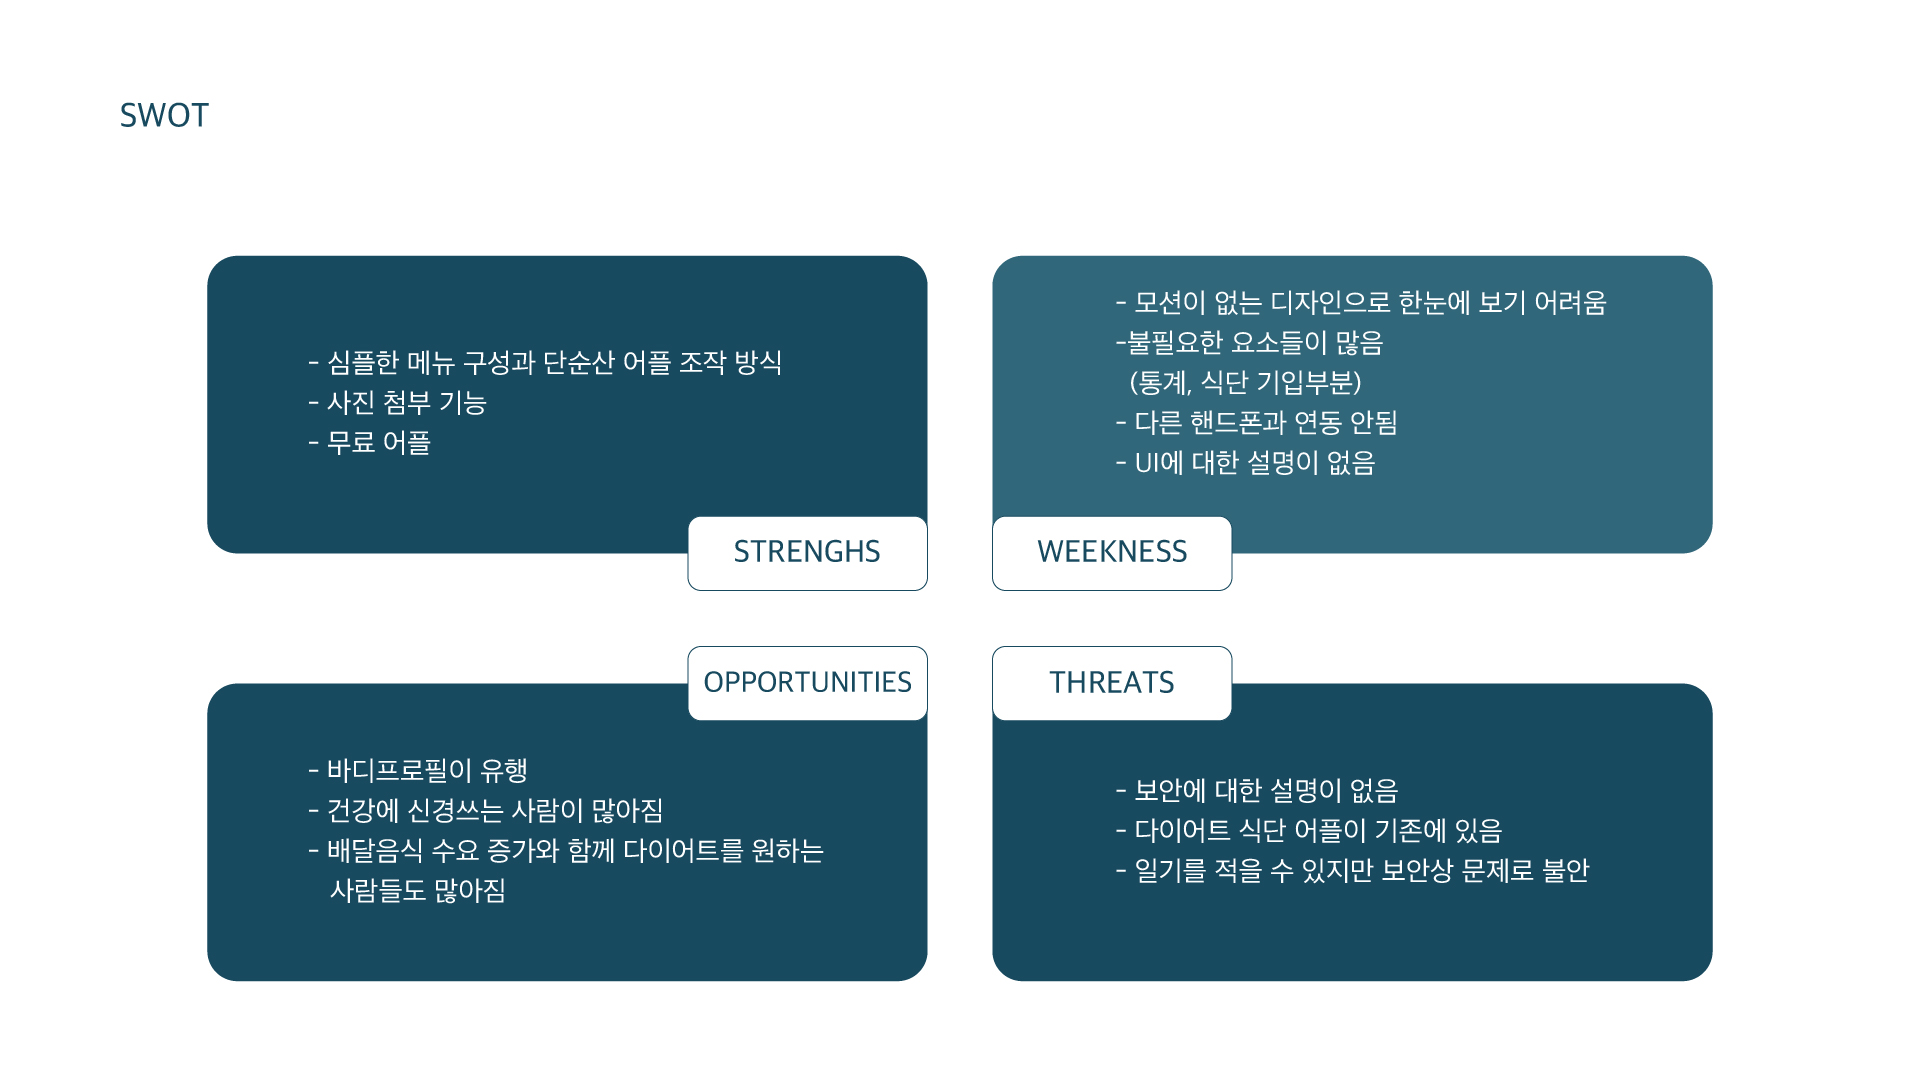 SWOT
- 심플한 메뉴 구성과 단순산 어플 조작 방식
- 사진 첨부 기능
- 무료 어플
STRENGHS
- 모션이 없는 디자인으로 한눈에 보기 어려움
-불필요한 요소들이 많음
(통계, 식단 기입부분)
- 다른 핸드폰과 연동 안됨
- UI에 대한 설명이 없음
WEEKNESS
OPPORTUNITIES
- 바디프로필이 유행
- 건강에 신경쓰는 사람이 많아짐
- 배달음식 수요 증가와 함께 다이어트를 원하는
사람들도 많아짐
THREATS
- 보안에 대한 설명이 없음
- 다이어트 식단 어플이 기존에 있음
- 일기를 적을 수 있지만 보안상 문제로 불안